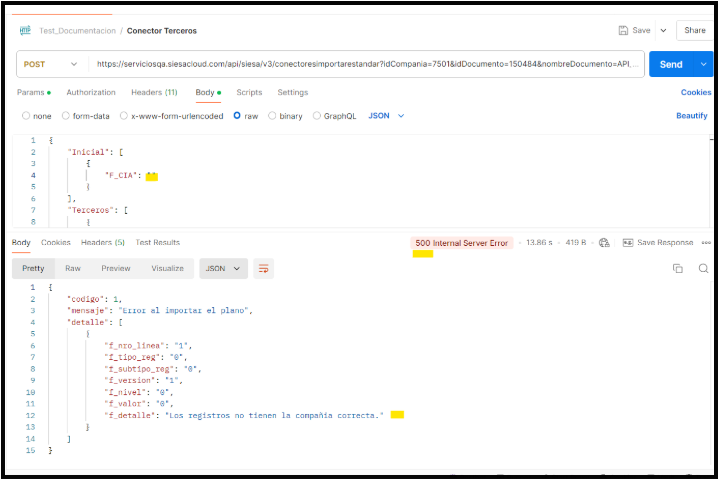 HTTP Test_Documentacion / Conector Terceros Save Share
POST https://serviciosqa.siesacloud.com/api/siesa/v3/conectoresimportarestandar?idCompania=7501&idDocumento=150484&nombreDocumento=API_... Send
Params Authorization Headers (11) Body Scripts Settings Cookies
none form-data x-www-form-urlencoded raw binary GraphQL JSON Beautify
1 {
2 "Inicial": [
3 {
4 "F_CIA": ""
5 }
6 ],
7 "Terceros": [
8 {
Body Cookies Headers (5) Test Results 500 Internal Server Error · 13.86 s · 419 B · Save Response
Pretty Raw Preview Visualize JSON
1 {
2 "codigo": 1,
3 "mensaje": "Error al importar el plano",
4 "detalle": [
5 {
6 "f_nro_linea": "1",
7 "f_tipo_reg": "0",
8 "f_subtipo_reg": "0",
9 "f_version": "1",
10 "f_nivel": "0",
11 "f_valor": "0",
12 "f_detalle": "Los registros no tienen la compañia correcta."
13 }
14 ]
15 }